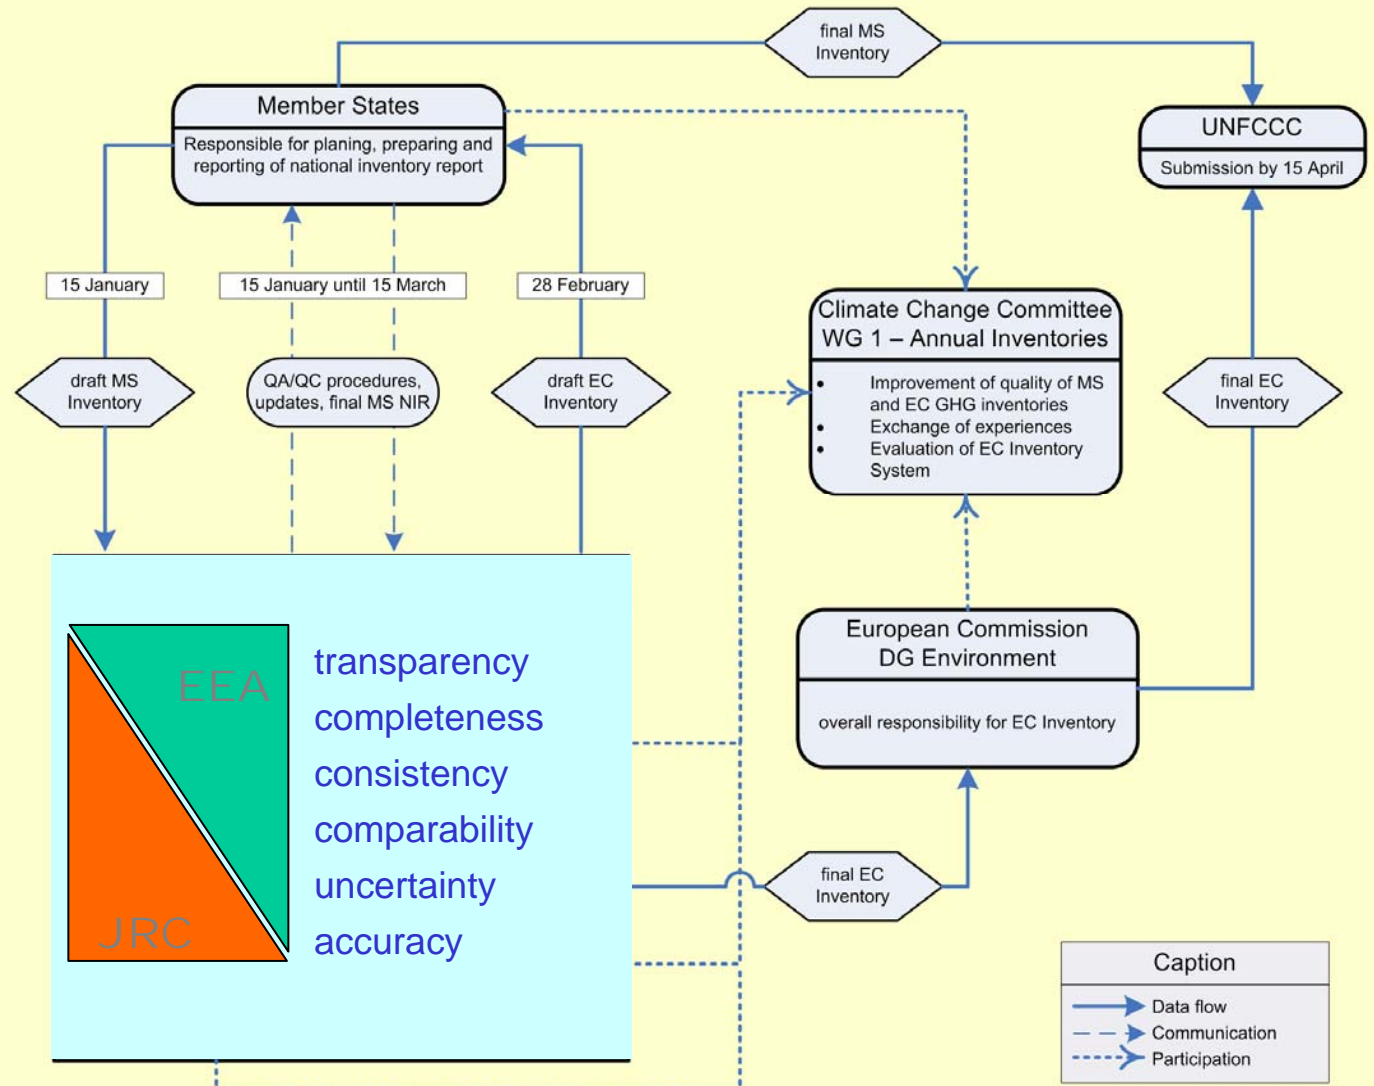 final MS
Inventory
Member States
Responsible for planing, preparing and
reporting of national inventory report
UNFCCC
Submission by 15 April
15 January
15 January until 15 March
28 February
draft MS
Inventory
QA/QC procedures,
updates, final MS NIR
draft EC
Inventory
Climate Change Committee
WG 1 – Annual Inventories
• Improvement of quality of MS
and EC GHG inventories
• Exchange of experiences
• Evaluation of EC Inventory
System
final EC
Inventory
European Commission
DG Environment
overall responsibility for EC Inventory
EEA
JRC
transparency
completeness
consistency
comparability
uncertainty
accuracy
final EC
Inventory
Caption
Data flow
Communication
Participation